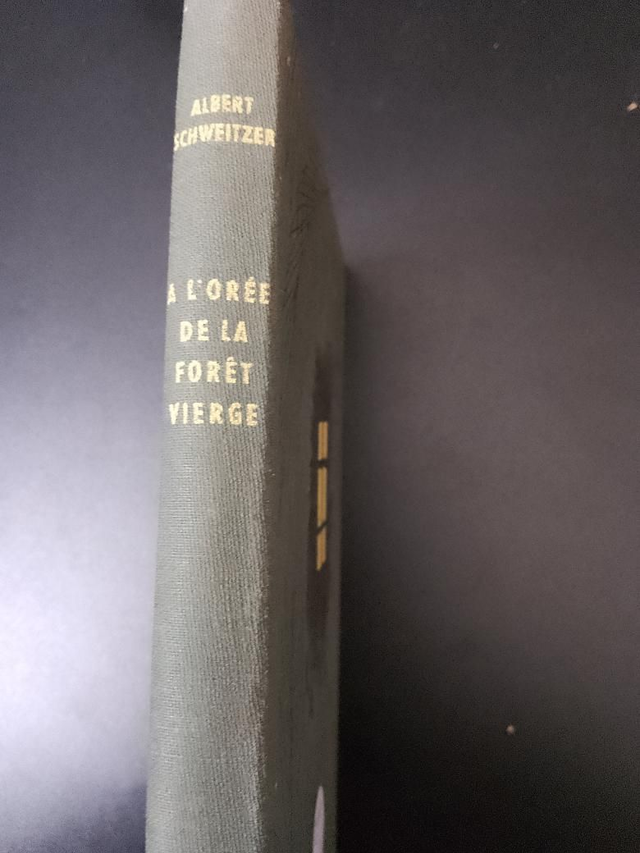 ALBERT
SCHWEITZER
A L'ORÉE
DE LA
FORÊT
VIERGE